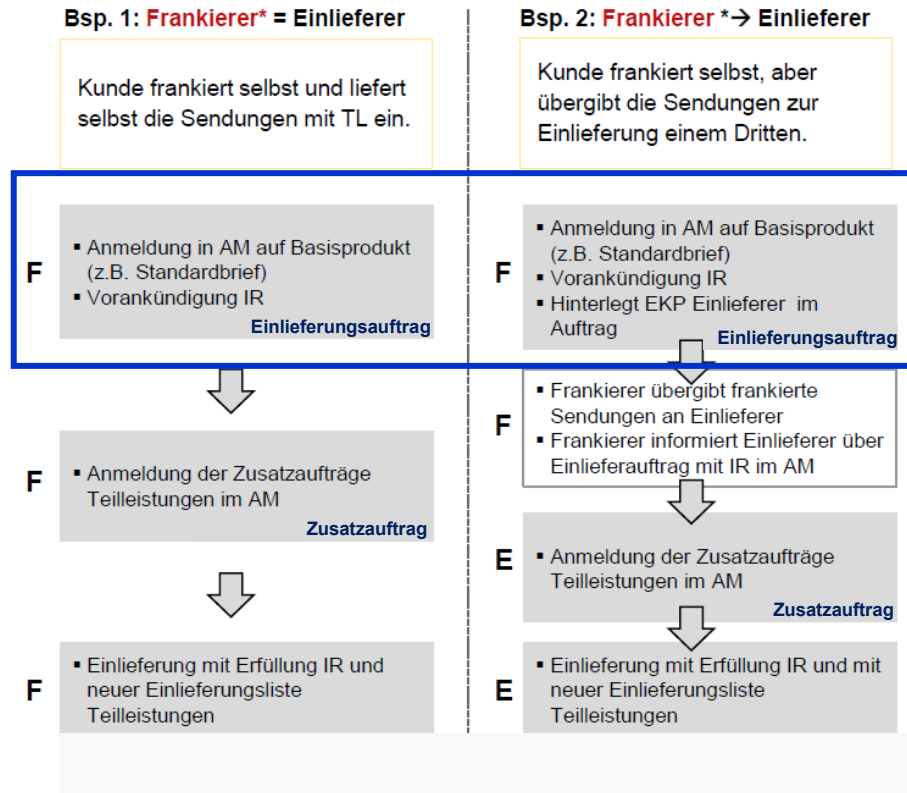 Bsp. 1: Frankierer* = Einlieferer
Kunde frankiert selbst und liefert
selbst die Sendungen mit TL ein.
F
▪ Anmeldung in AM auf Basisprodukt
(z.B. Standardbrief)
▪ Vorankündigung IR
Einlieferungsauftrag
F
▪ Anmeldung der Zusatzaufträge
Teilleistungen im AM
Zusatzauftrag
F
▪ Einlieferung mit Erfüllung IR und
neuer Einlieferungsliste
Teilleistungen
Bsp. 2: Frankierer *→ Einlieferer
Kunde frankiert selbst, aber
übergibt die Sendungen zur
Einlieferung einem Dritten.
F
▪ Anmeldung in AM auf Basisprodukt
(z.B. Standardbrief)
▪ Vorankündigung IR
▪ Hinterlegt EKP Einlieferer im
Auftrag
Einlieferungsauftrag
F
▪ Frankierer übergibt frankierte
Sendungen an Einlieferer
▪ Frankierer informiert Einlieferer über
Einlieferauftrag mit IR im AM
E
▪ Anmeldung der Zusatzaufträge
Teilleistungen im AM
Zusatzauftrag
E
▪ Einlieferung mit Erfüllung IR und mit
neuer Einlieferungsliste
Teilleistungen